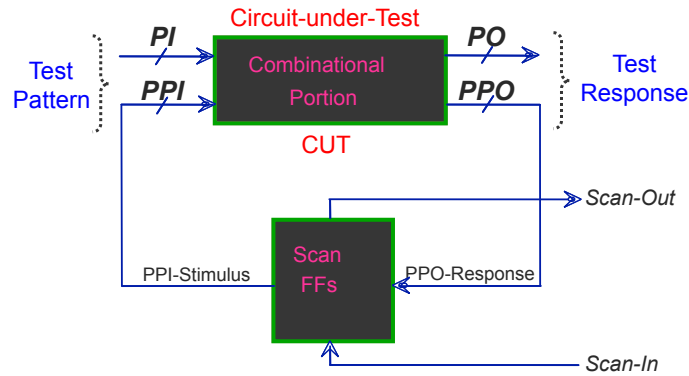 Circuit-under-Test
PI
PO
Test
Pattern
Combinational
Portion
Test
Response
PPI
PPO
CUT
Scan-Out
Scan
FFs
PPI-Stimulus
PPO-Response
Scan-In